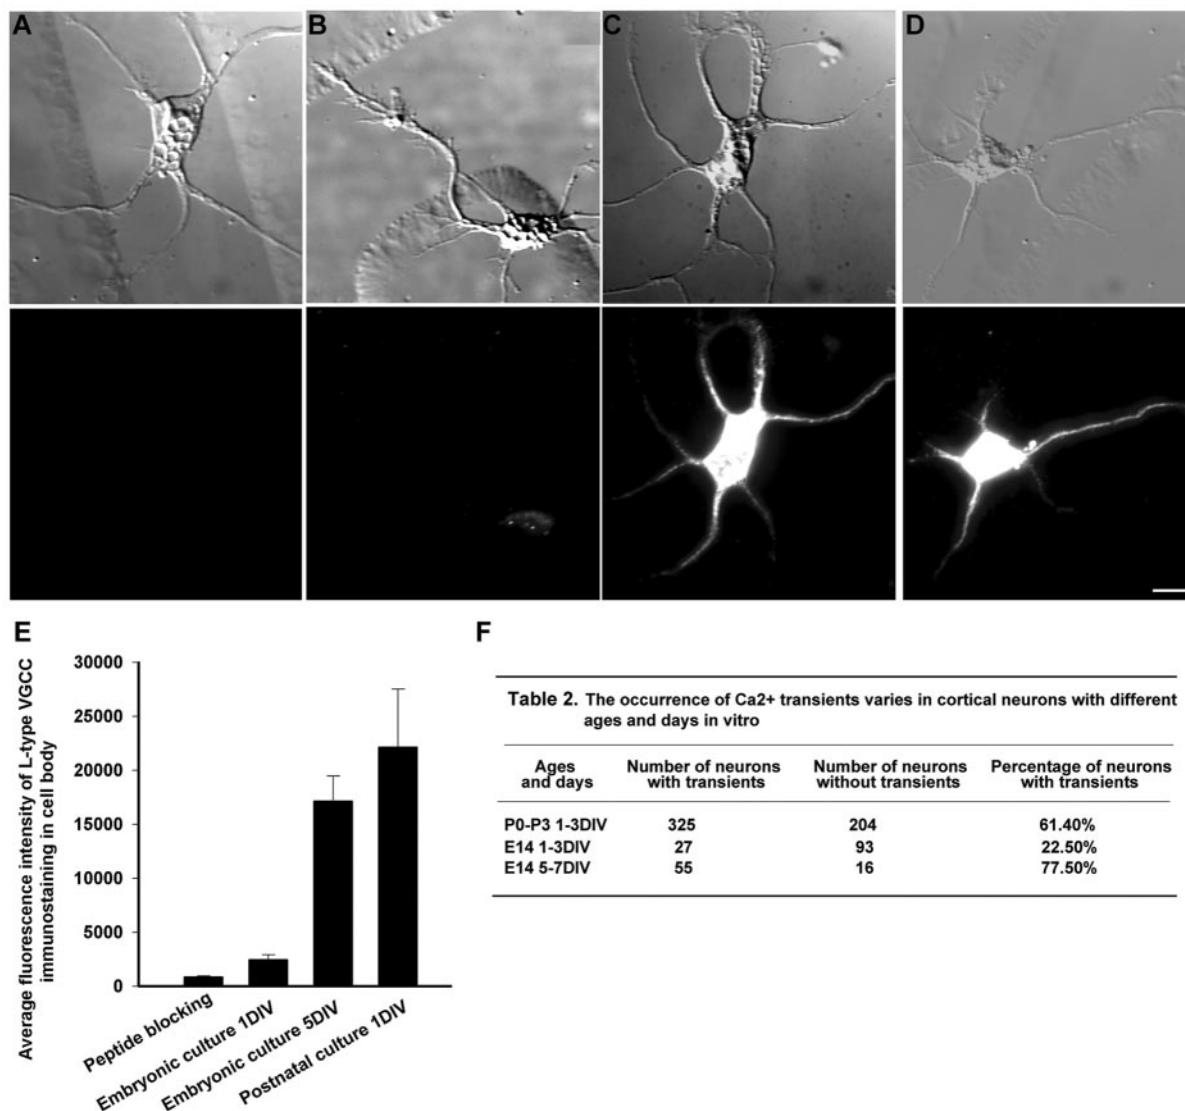 A
B
C
D
E
Average fluorescence intensity of L-type VGCC
immunostaining in cell body
30000
25000
20000
15000
10000
5000
0
Peptide blocking
Embryonic culture 1DIV
Embryonic culture 5DIV
Postnatal culture 1DIV
F
Table 2. The occurrence of Ca2+ transients varies in cortical neurons with different
ages and days in vitro
Ages Number of neurons Number of neurons Percentage of neurons
and days with transients without transients with transients
P0-P3 1-3DIV 325 204 61.40%
E14 1-3DIV 27 93 22.50%
E14 5-7DIV 55 16 77.50%